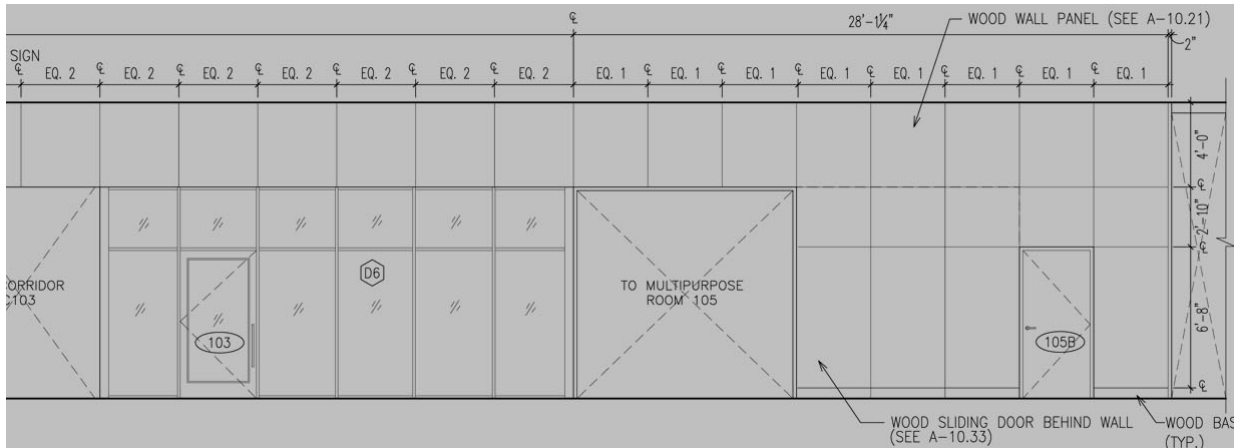 ℄
28'-1¼"
WOOD WALL PANEL (SEE A-10.21)
2"
SIGN
℄ EQ. 2 ℄ EQ. 2 ℄ EQ. 2 ℄ EQ. 2 ℄ EQ. 2 ℄ EQ. 2 ℄ EQ. 2 EQ. 1 ℄ EQ. 1 ℄ EQ. 1 ℄ EQ. 1 ℄ EQ. 1 ℄ EQ. 1 ℄ EQ. 1 ℄ EQ. 1
4'-0"
℄
2'-10"
℄
6'-8"
℄
D6
ORRIDOR
C103
TO MULTIPURPOSE
ROOM 105
103
105B
WOOD SLIDING DOOR BEHIND WALL
(SEE A-10.33)
WOOD BAS
(TYP.)